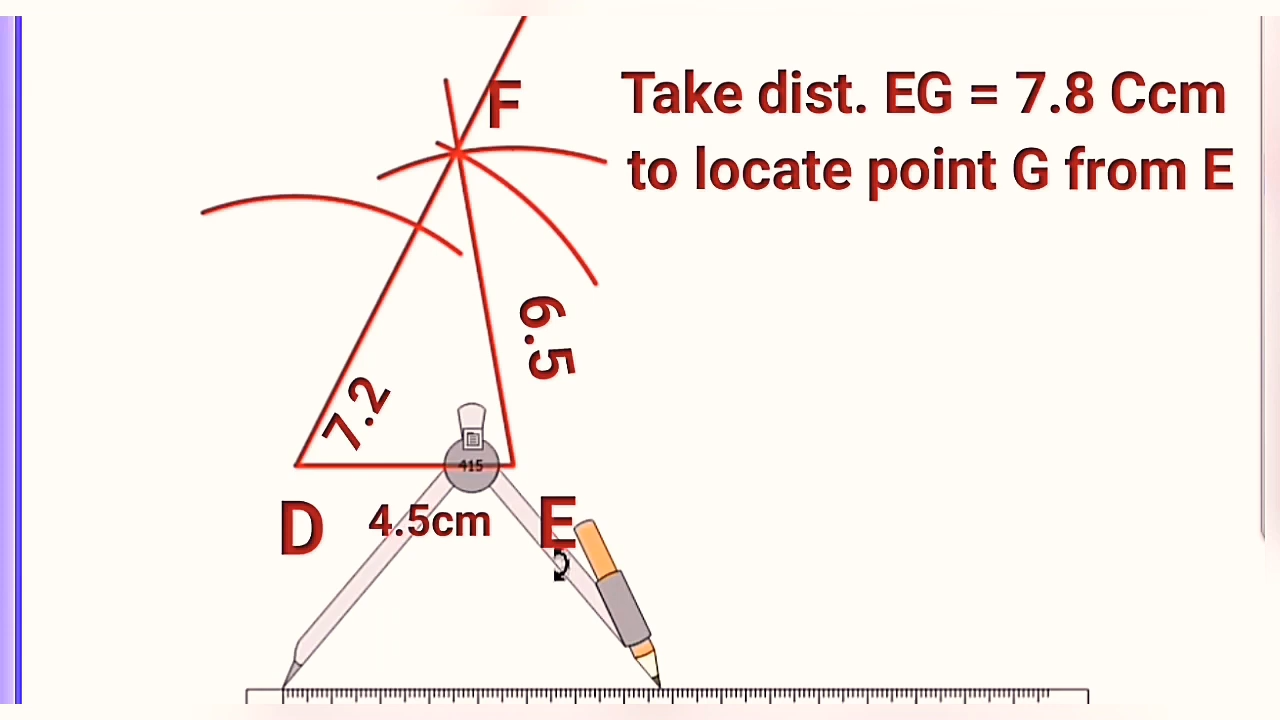 F
Take dist. EG = 7.8 Ccm
to locate point G from E
6.5
7.2
415
D
4.5cm
E